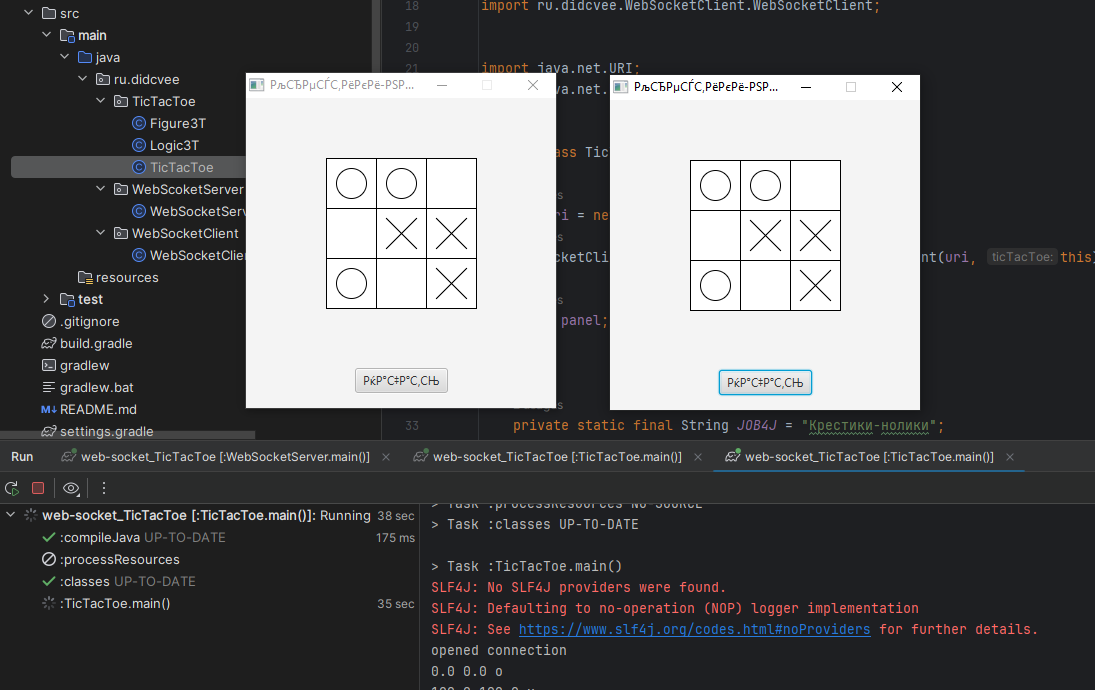 src
main
java
ru.didcvee
TicTacToe
Figure3T
Logic3T
TicTacToe
WebScoketServer
WebSocketServ
WebSocketClient
WebSocketClie
resources
test
.gitignore
build.gradle
gradlew
gradlew.bat
README.md
settings.gradle
18 import ru.didcvee.WebSocketClient.WebSocketClient;
19
20
21 import java.net.URI;
va.net.
ass Tic
ri = ne
cketCli
nt(uri, ticTacToe: this)
panel;
33 private static final String JOB4J = "Крестики-нолики";
РљСЂРµСЃС‚РёРєРё-РЅРѕ...
РќР°С‡Р°С‚СЊ
РљСЂРµСЃС‚РёРєРё-РЅРѕ...
РќР°С‡Р°С‚СЊ
Run
web-socket_TicTacToe [:WebSocketServer.main()]
web-socket_TicTacToe [:TicTacToe.main()]
web-socket_TicTacToe [:TicTacToe.main()]
web-socket_TicTacToe [:TicTacToe.main()]: Running 38 sec
:compileJava UP-TO-DATE 175 ms
:processResources
:classes UP-TO-DATE
:TicTacToe.main() 35 sec
> Task :processResources NO-SOURCE
> Task :classes UP-TO-DATE
> Task :TicTacToe.main()
SLF4J: No SLF4J providers were found.
SLF4J: Defaulting to no-operation (NOP) logger implementation
SLF4J: See https://www.slf4j.org/codes.html#noProviders for further details.
opened connection
0.0 0.0 o